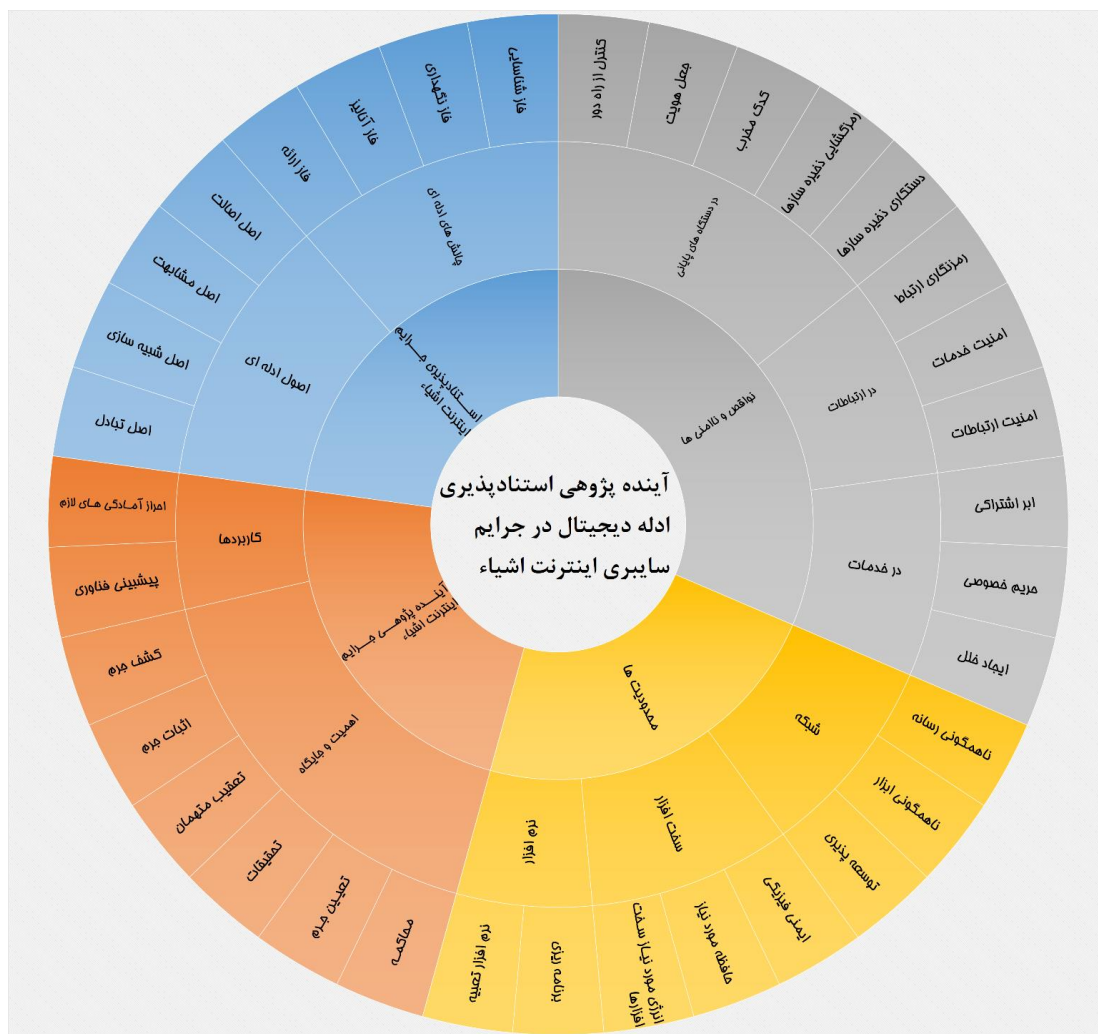 آینده پژوهی استنادپذیری
ادله دیجیتال در جرایم
سایبری اینترنت اشیاء
نواقص و ناامنی ها
در دستگاه های پایانی
کنترل از راه دور
جعل هویت
کدک مخرب
رمزگشایی ذخیره سازها
دستکاری ذخیره سازها
در ارتباطات
رمزنگاری ارتباط
امنیت خدمات
امنیت ارتباطات
در خدمات
ابر اشتراکی
حریم خصوصی
ایجاد خلل
محدودیت ها
شبکه
ناهمگونی رسانه
ناهمگونی ابزار
توسعه پذیری
سخت افزار
ایمنی فیزیکی
حافظه مورد نیاز
انرژی مورد نیاز سخت
افزارها
نرم افزار
برنامه ریزی
نرم افزار تعبیه
آینده پژوهی جرایم
اینترنت اشیاء
اهمیت و جایگاه
محاکمه
تعیین جرم
تحقیقات
تعقیب متهمان
اثبات جرم
کشف جرم
کاربردها
پیشبینی فناوری
احراز آمادگی های لازم
استنادپذیری جرایم
اینترنت اشیاء
اصول ادله ای
اصل تبادل
اصل شبیه سازی
اصل مشابهت
اصل اصالت
چالش های ادله ای
فاز ارائه
فاز آنالیز
فاز نگهداری
فاز شناسایی